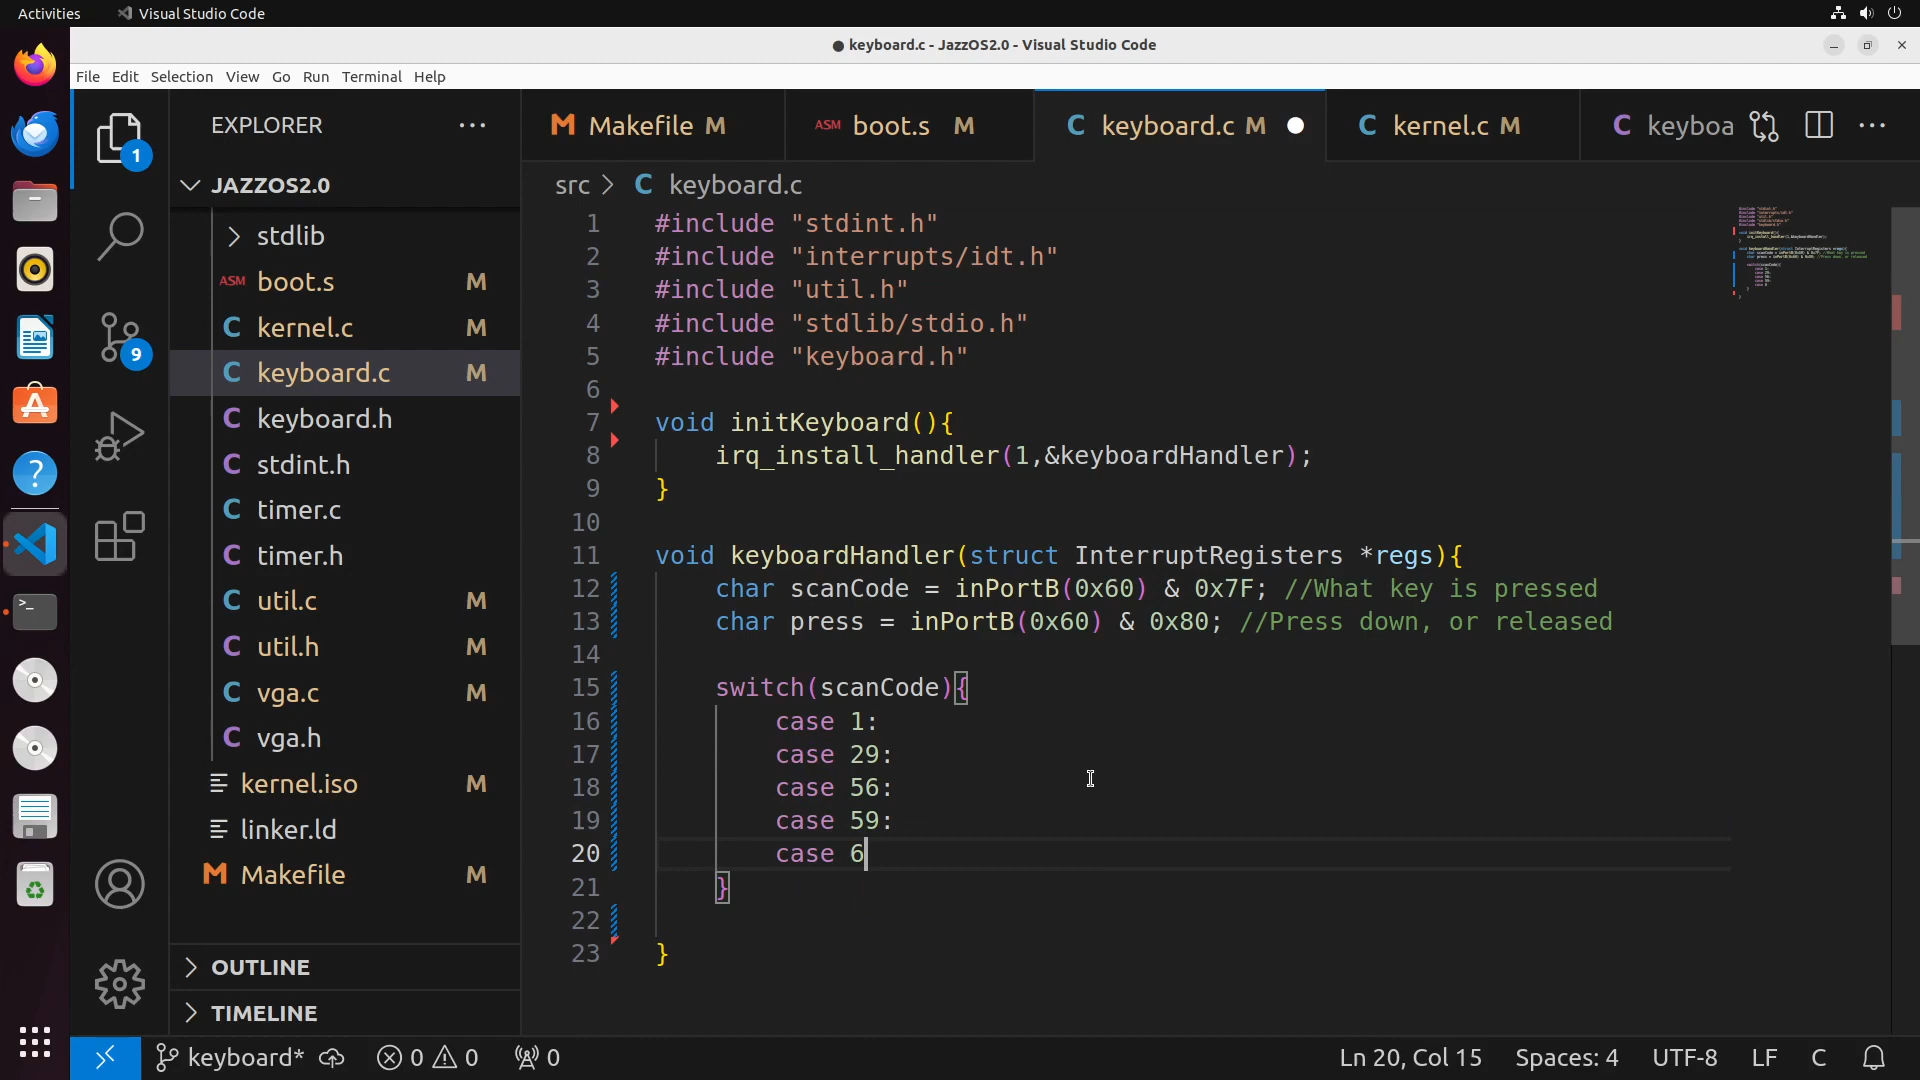 Activities
Visual Studio Code
● keyboard.c - JazzOS2.0 - Visual Studio Code
File Edit Selection View Go Run Terminal Help
EXPLORER
Makefile M
ASM boot.s M
C keyboard.c M
C kernel.c M
C keyboa
1
src > C keyboard.c
JAZZOS2.0
stdlib
ASM boot.s M
C kernel.c M
C keyboard.c M
C keyboard.h
C stdint.h
C timer.c
C timer.h
C util.c M
C util.h M
C vga.c M
C vga.h
kernel.iso M
linker.ld
Makefile M
9
OUTLINE
TIMELINE
1 #include "stdint.h"
2 #include "interrupts/idt.h"
3 #include "util.h"
4 #include "stdlib/stdio.h"
5 #include "keyboard.h"
6
7 void initKeyboard(){
8 irq_install_handler(1,&keyboardHandler);
9 }
10
11 void keyboardHandler(struct InterruptRegisters *regs){
12 char scanCode = inPortB(0x60) & 0x7F; //What key is pressed
13 char press = inPortB(0x60) & 0x80; //Press down, or released
14
15 switch(scanCode){
16 case 1:
17 case 29:
18 case 56:
19 case 59:
20 case 6
21 }
22
23 }
keyboard* 0 0 0
Ln 20, Col 15 Spaces: 4 UTF-8 LF C